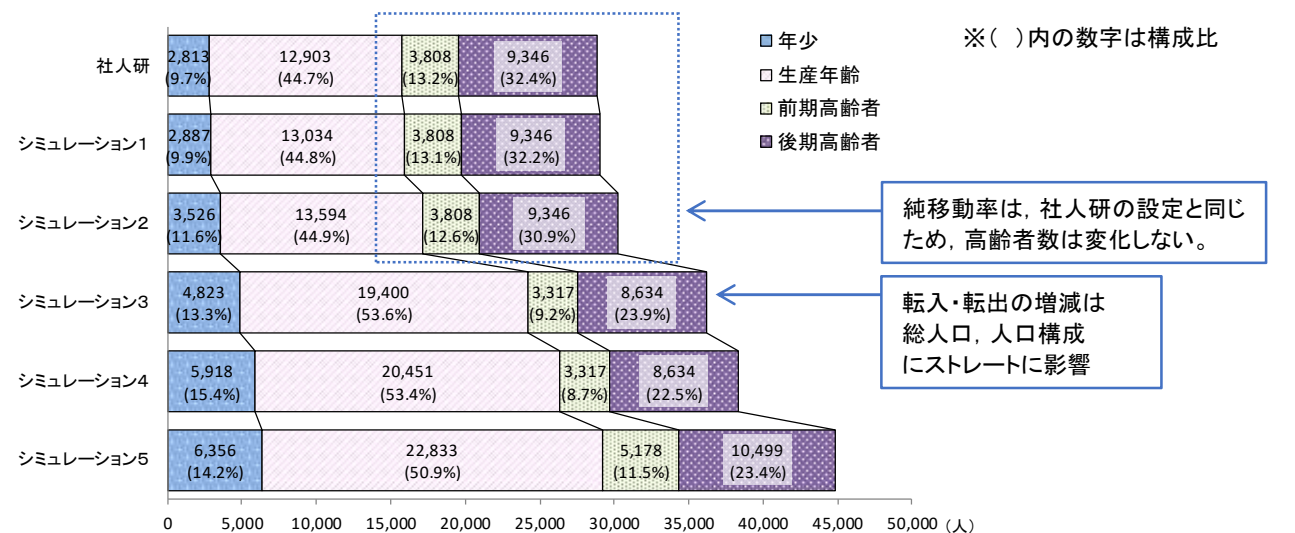 ※(　)内の数字は構成比
年少
生産年齢
前期高齢者
後期高齢者
社人研
2,813 12,903 3,808 9,346
(9.7%) (44.7%) (13.2%) (32.4%)
シミュレーション1
2,887 13,034 3,808 9,346
(9.9%) (44.8%) (13.1%) (32.2%)
シミュレーション2
3,526 13,594 3,808 9,346
(11.6%) (44.9%) (12.6%) (30.9%)
シミュレーション3
4,823 19,400 3,317 8,634
(13.3%) (53.6%) (9.2%) (23.9%)
シミュレーション4
5,918 20,451 3,317 8,634
(15.4%) (53.4%) (8.7%) (22.5%)
シミュレーション5
6,356 22,833 5,178 10,499
(14.2%) (50.9%) (11.5%) (23.4%)
純移動率は，社人研の設定と同じ
ため，高齢者数は変化しない。
転入・転出の増減は
総人口，人口構成
にストレートに影響
0 5,000 10,000 15,000 20,000 25,000 30,000 35,000 40,000 45,000 50,000 (人)